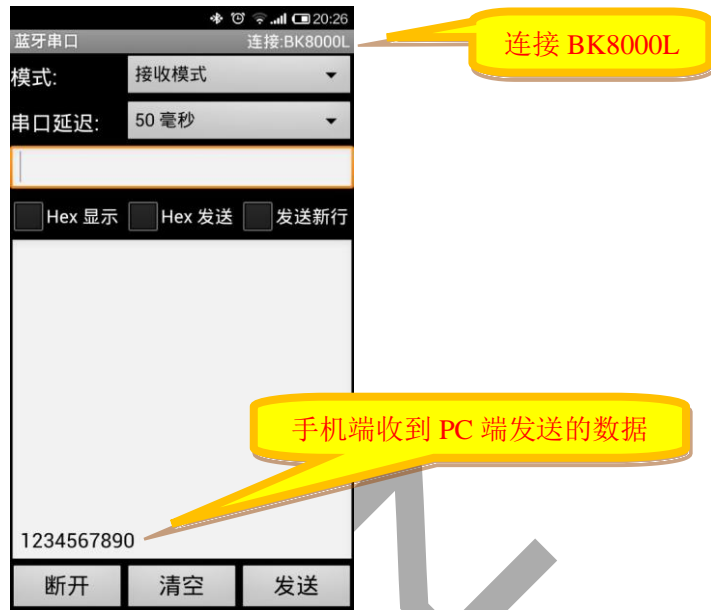 20:26
蓝牙串口 连接:BK8000L
连接 BK8000L
模式: 接收模式
串口延迟: 50 毫秒
Hex 显示 Hex 发送 发送新行
手机端收到 PC 端发送的数据
1234567890
断开 清空 发送